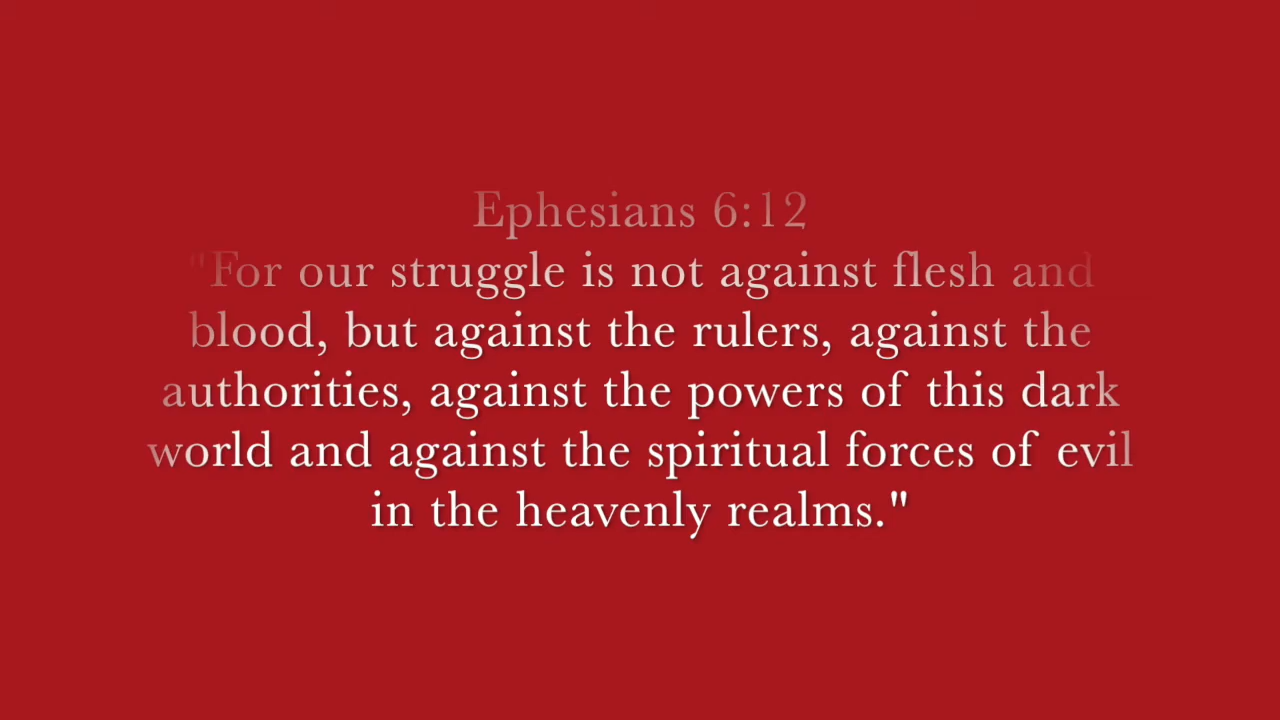 Ephesians 6:12
"For our struggle is not against flesh and
blood, but against the rulers, against the
authorities, against the powers of this dark
world and against the spiritual forces of evil
in the heavenly realms."